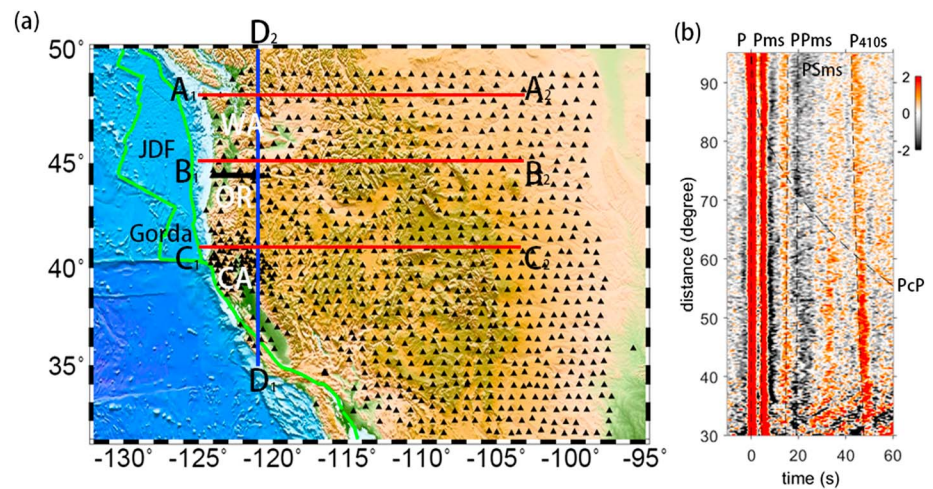 (a)
D₂
50°
45°
40°
35°
A₁
A₂
WA
JDF
B₁
B₂
OR
Gorda
C₁
C₂
CA
D₁
-130° -125° -120° -115° -110° -105° -100° -95°
(b)
P Pms PPms P₄₁₀s
PSms
2
0
-2
PcP
90
80
70
60
50
40
30
distance (degree)
0 20 40 60
time (s)